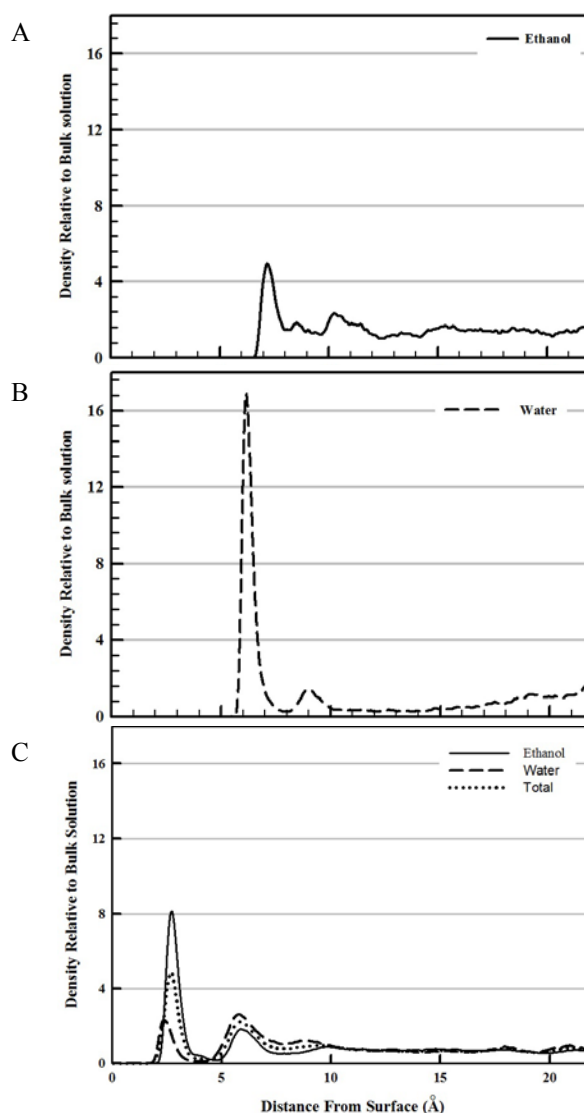 A
Density Relative to Bulk solution
16
12
8
4
0
Ethanol
B
Density Relative to Bulk solution
16
12
8
4
0
Water
C
Density Relative to Bulk Solution
16
12
8
4
0
Ethanol
Water
Total
0 5 10 15 20
Distance From Surface (Å)